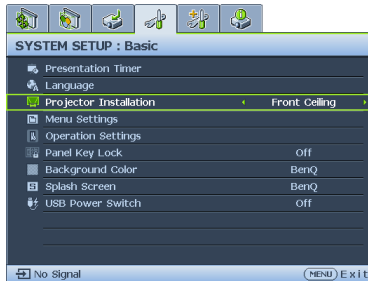 SYSTEM SETUP : Basic
Presentation Timer
Language
Projector Installation Front Ceiling
Menu Settings
Operation Settings
Panel Key Lock Off
Background Color BenQ
Splash Screen BenQ
USB Power Switch Off
No Signal MENU Exit